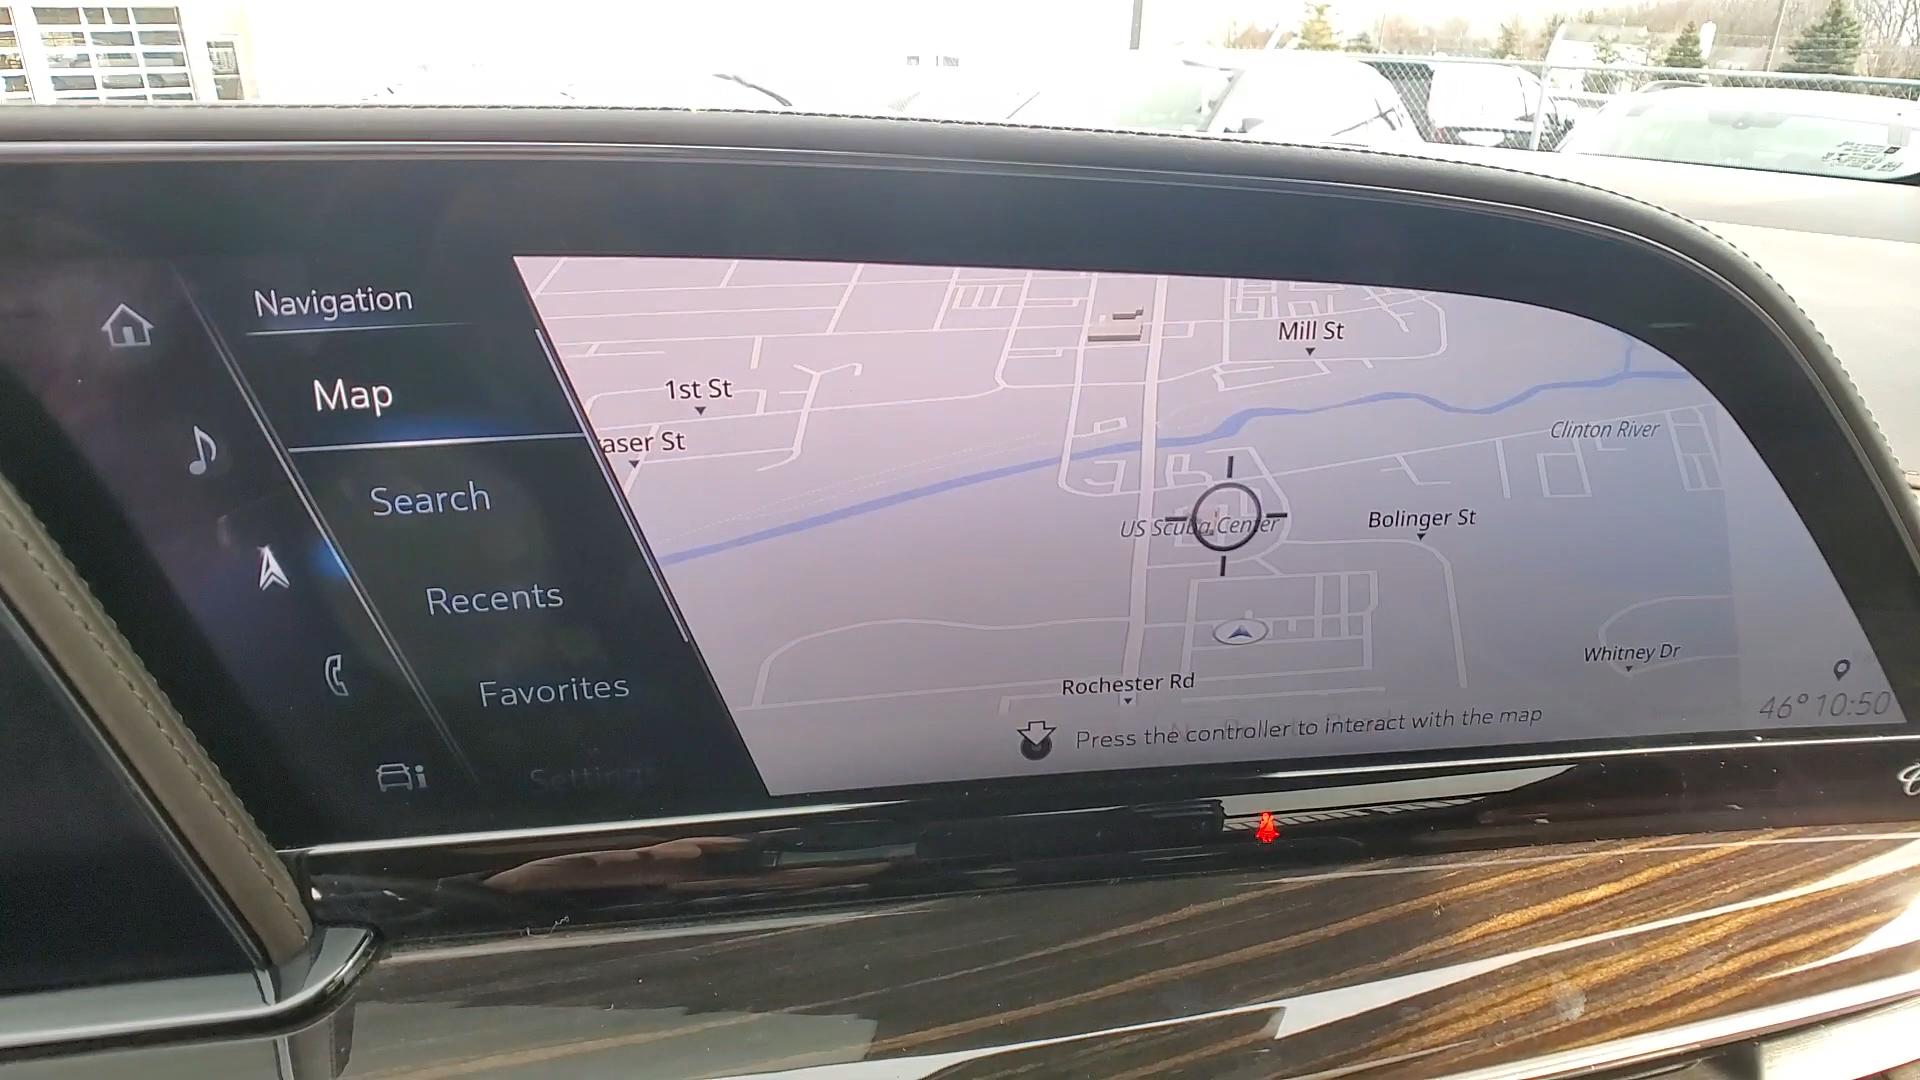 Navigation
Map
Search
Recents
Favorites
Settings
Mill St
1st St
aser St
Clinton River
US Scuba Center
Bolinger St
Whitney Dr
Rochester Rd
Press the controller to interact with the map
46° 10:50